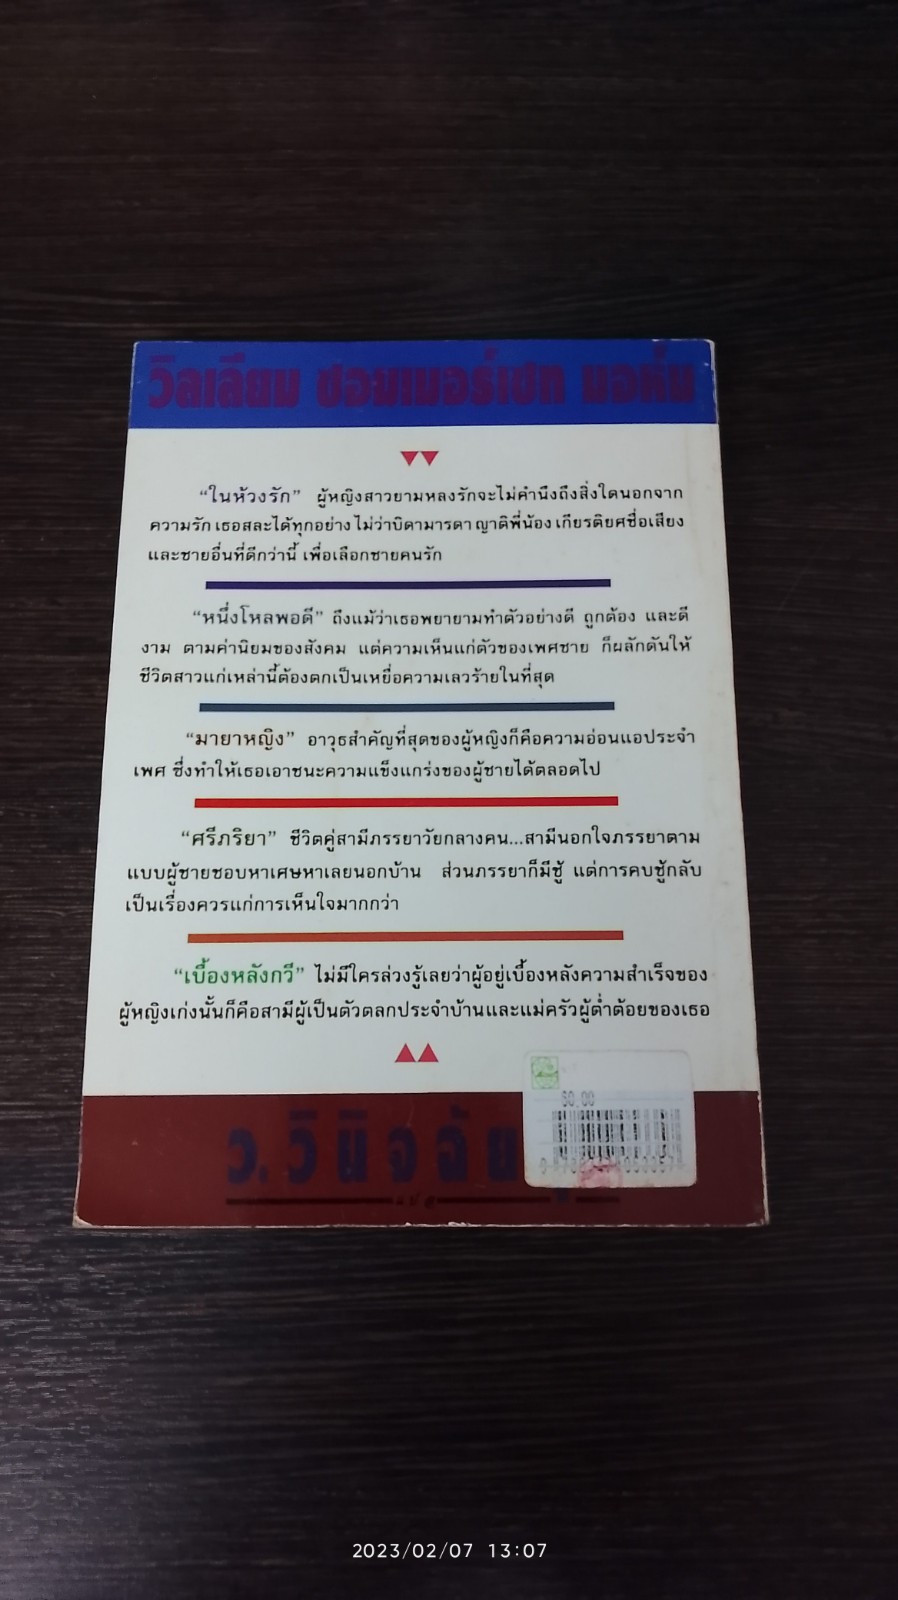 วิลเลียม ซอมเมอร์เซท มอห์ม
“ในห้วงรัก” ผู้หญิงสาวยามหลงรักจะไม่คำนึงถึงสิ่งใดนอกจาก
ความรัก เธอสละได้ทุกอย่าง ไม่ว่าบิดามารดา ญาติพี่น้อง เกียรติยศชื่อเสียง
และชายอื่นที่ดีกว่านี้ เพื่อเลือกชายคนรัก
“หนึ่งโหลพอดี” ถึงแม้ว่าเธอพยายามทำตัวอย่างดี ถูกต้อง และดี
งาม ตามค่านิยมของสังคม แต่ความเห็นแก่ตัวของเพศชาย ก็ผลักดันให้
ชีวิตสาวแก่เหล่านี้ต้องตกเป็นเหยื่อความเลวร้ายในที่สุด
“มายาหญิง” อาวุธสำคัญที่สุดของผู้หญิงก็คือความอ่อนแอประจำ
เพศ ซึ่งทำให้เธอเอาชนะความแข็งแกร่งของผู้ชายได้ตลอดไป
“ศรีภริยา” ชีวิตคู่สามีภรรยาวัยกลางคน...สามีนอกใจภรรยาตาม
แบบผู้ชายชอบหาเศษหาเลยนอกบ้าน ส่วนภรรยาก็มีชู้ แต่การคบชู้กลับ
เป็นเรื่องควรแก่การเห็นใจมากกว่า
“เบื้องหลังกวี” ไม่มีใครล่วงรู้เลยว่าผู้อยู่เบื้องหลังความสำเร็จของ
ผู้หญิงเก่งนั้นก็คือสามีผู้เป็นตัวตลกประจำบ้านและแม่ครัวผู้ต่ำต้อยของเธอ
ว.วินิจฉัย
แปล
2023/02/07 13:07